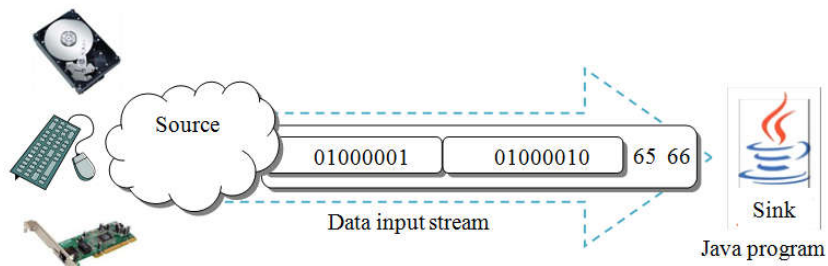 Source
01000001 01000010 65 66
Data input stream
Sink
Java program